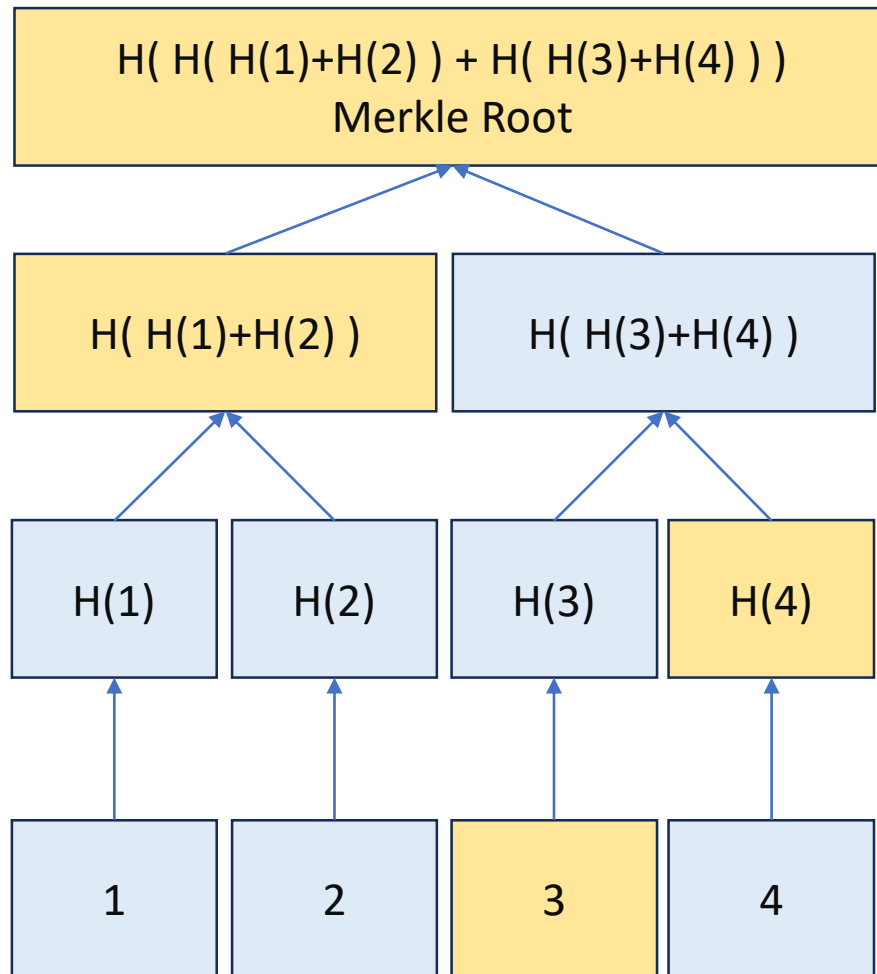 H( H( H(1)+H(2) ) + H( H(3)+H(4) ) )
Merkle Root
H( H(1)+H(2) )
H( H(3)+H(4) )
H(1)
H(2)
H(3)
H(4)
1
2
3
4